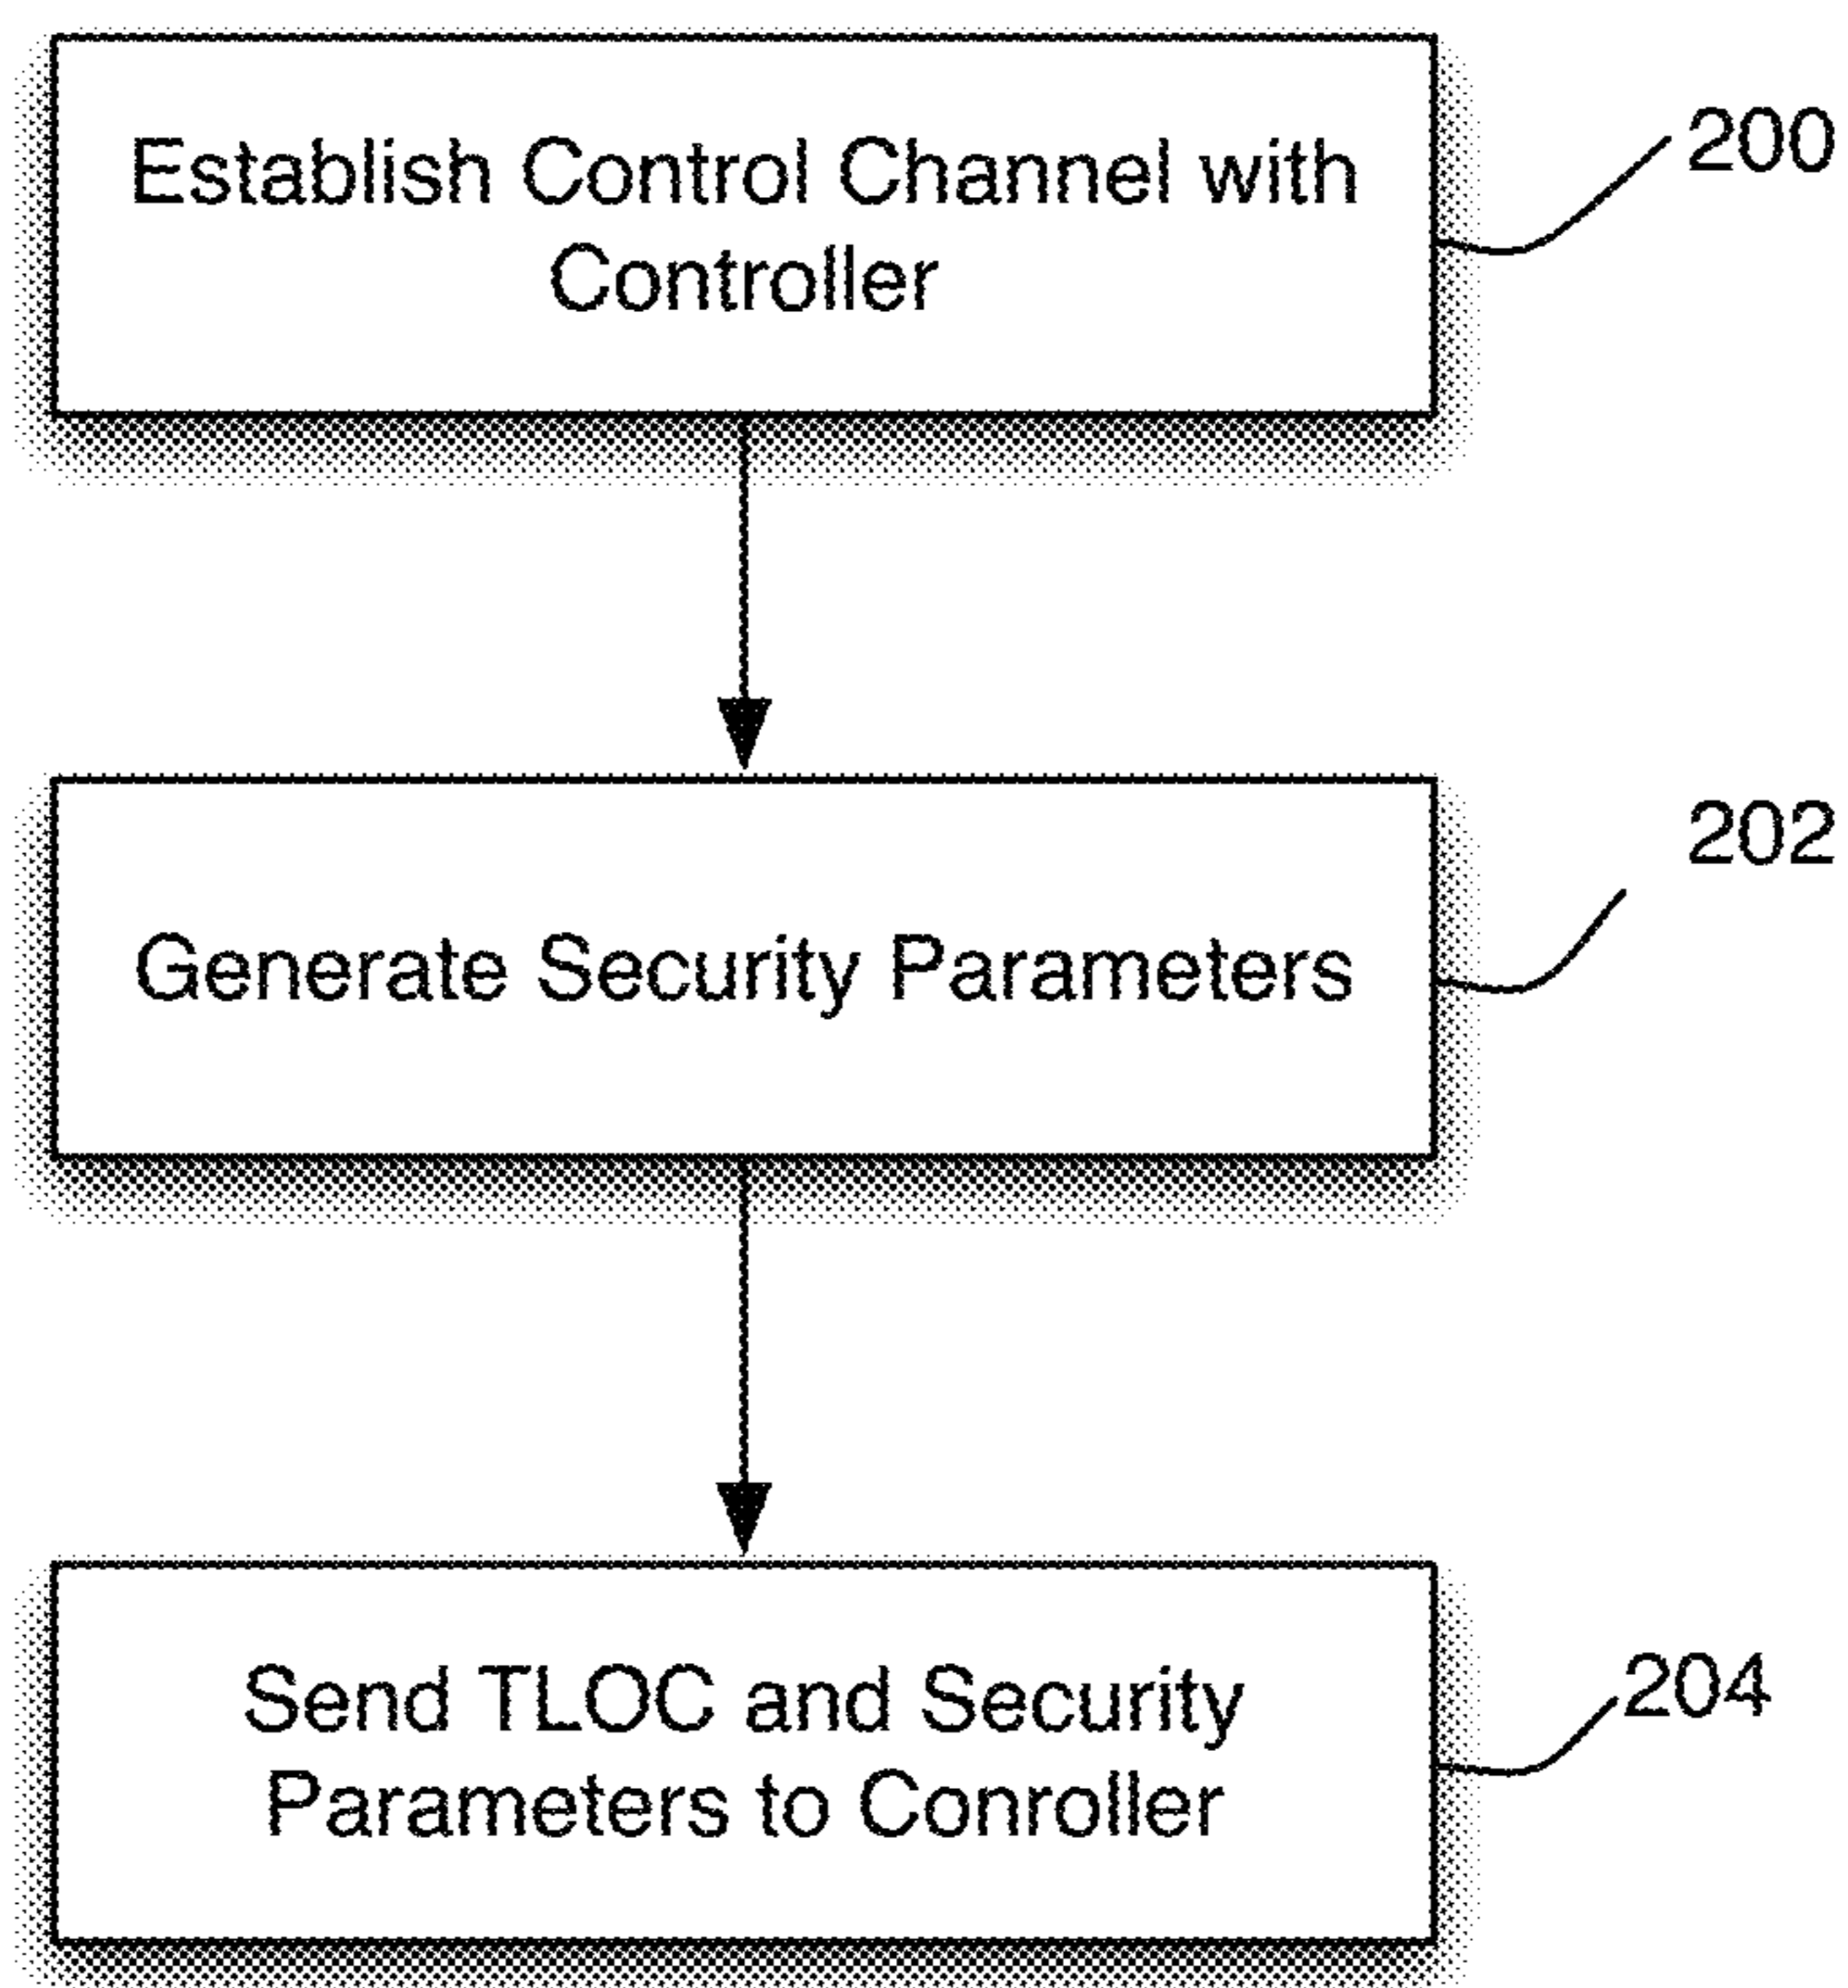 Establish Control Channel with
Controller
200
Generate Security Parameters
202
Send TLOC and Security
Parameters to Conroller
204